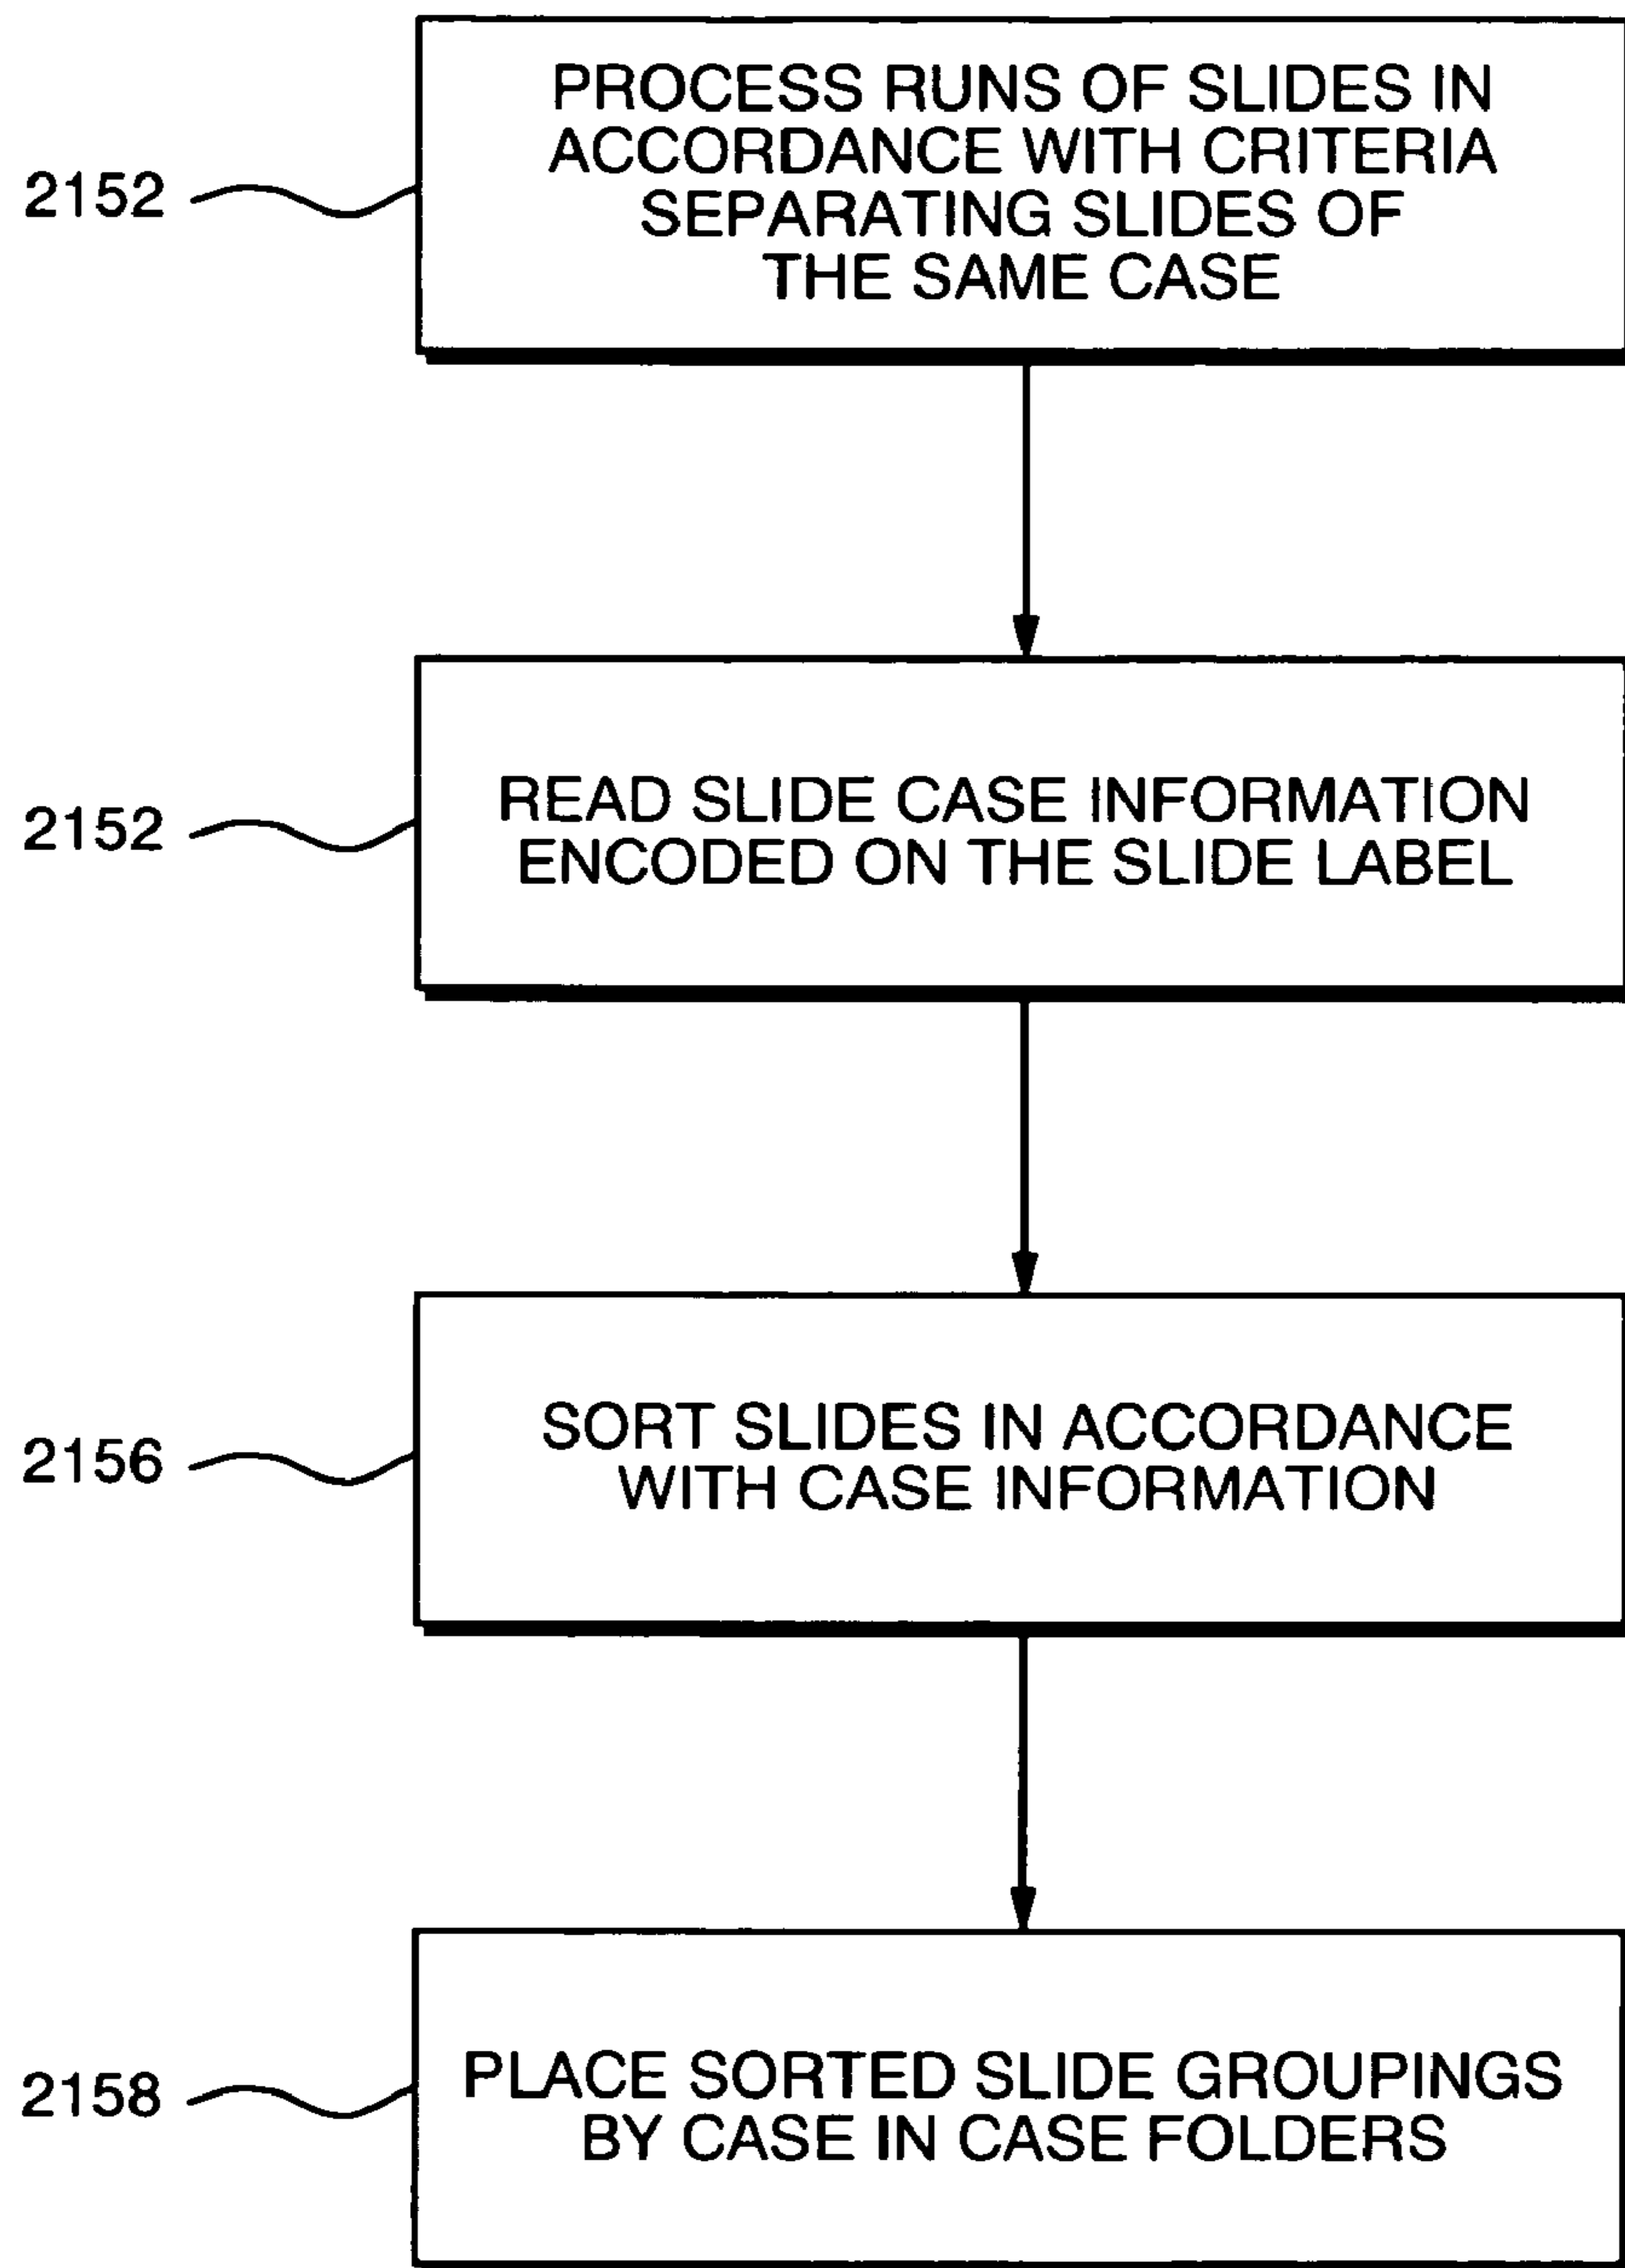 PROCESS RUNS OF SLIDES IN
ACCORDANCE WITH CRITERIA
SEPARATING SLIDES OF
THE SAME CASE
2152
READ SLIDE CASE INFORMATION
ENCODED ON THE SLIDE LABEL
2152
SORT SLIDES IN ACCORDANCE
WITH CASE INFORMATION
2156
PLACE SORTED SLIDE GROUPINGS
BY CASE IN CASE FOLDERS
2158